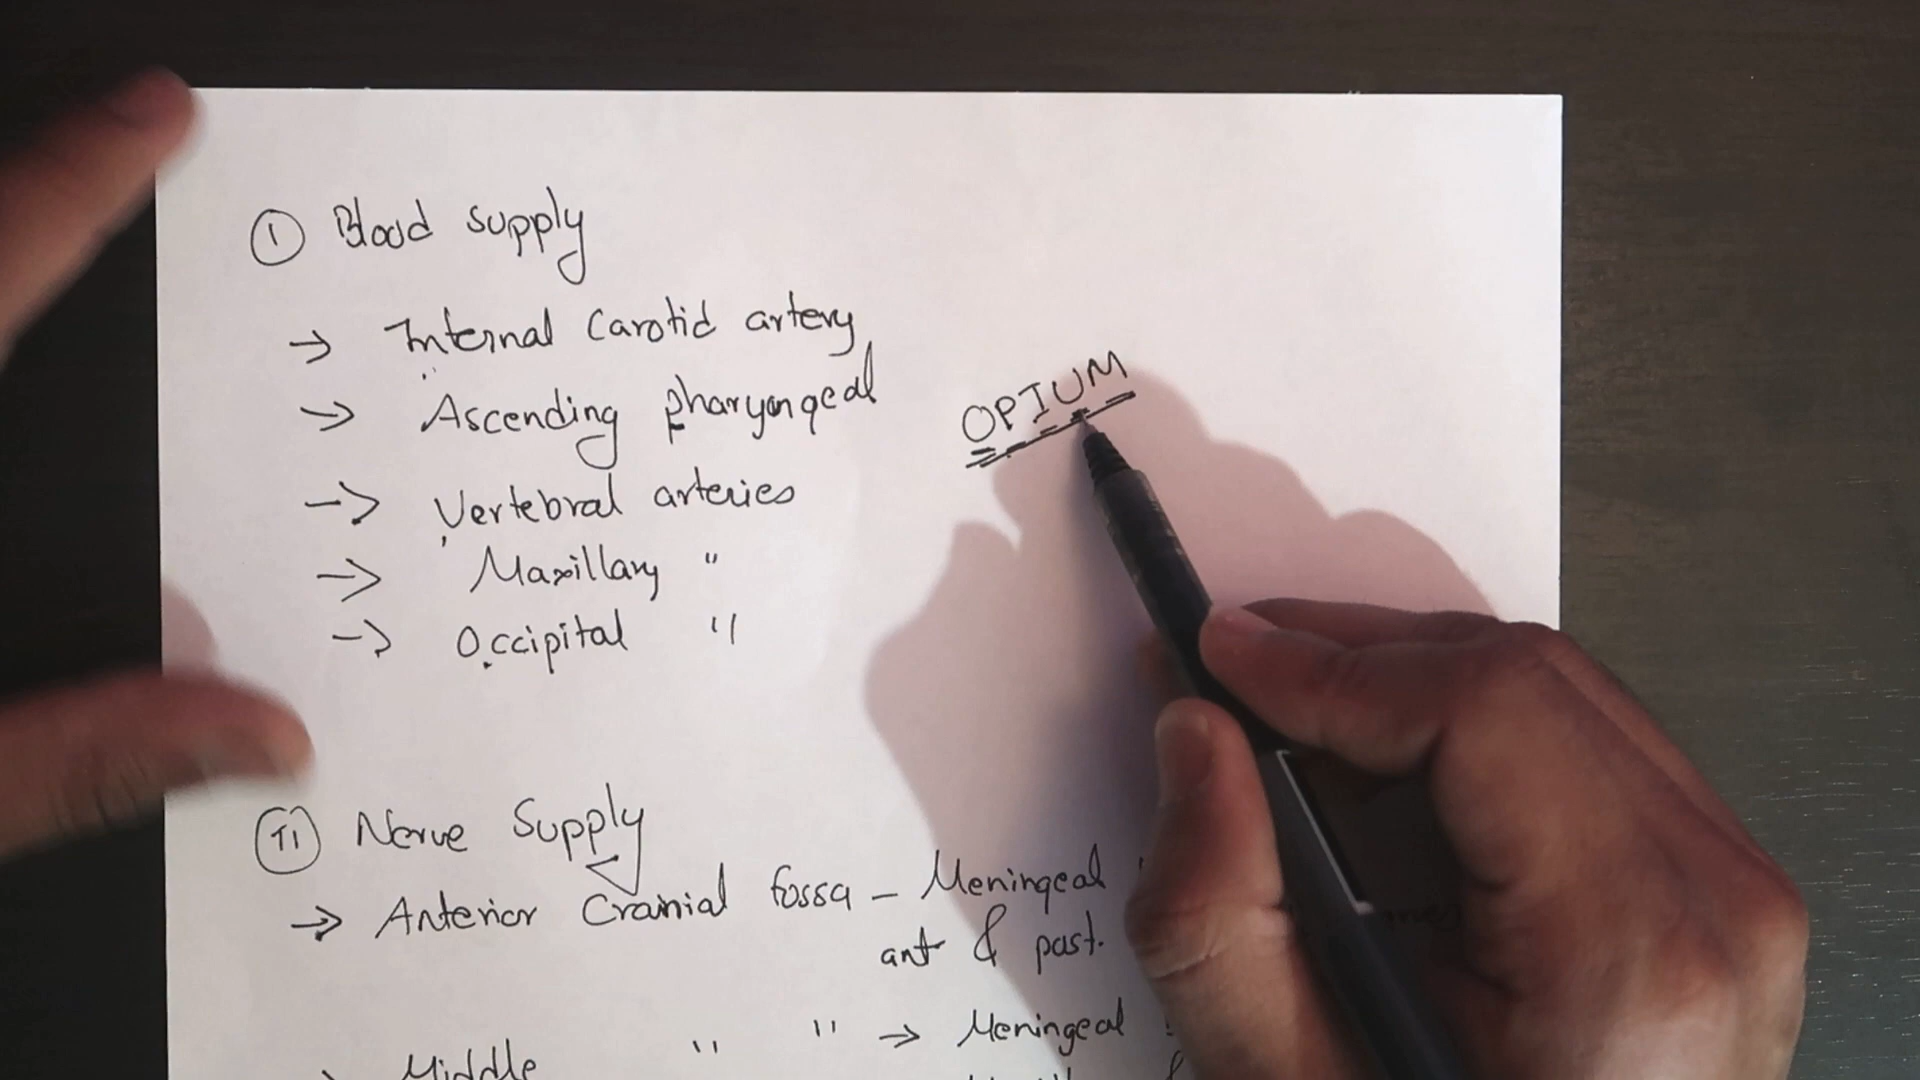 ① Blood supply
→ Internal Carotid artery
→ Ascending pharyngeal
→ Vertebral arteries
→ Maxillary "
→ Occipital "
OPIUM
II Nerve Supply
→ Anterior Cranial fossa – Meningeal
ant & post.
Middle " " → Meningeal